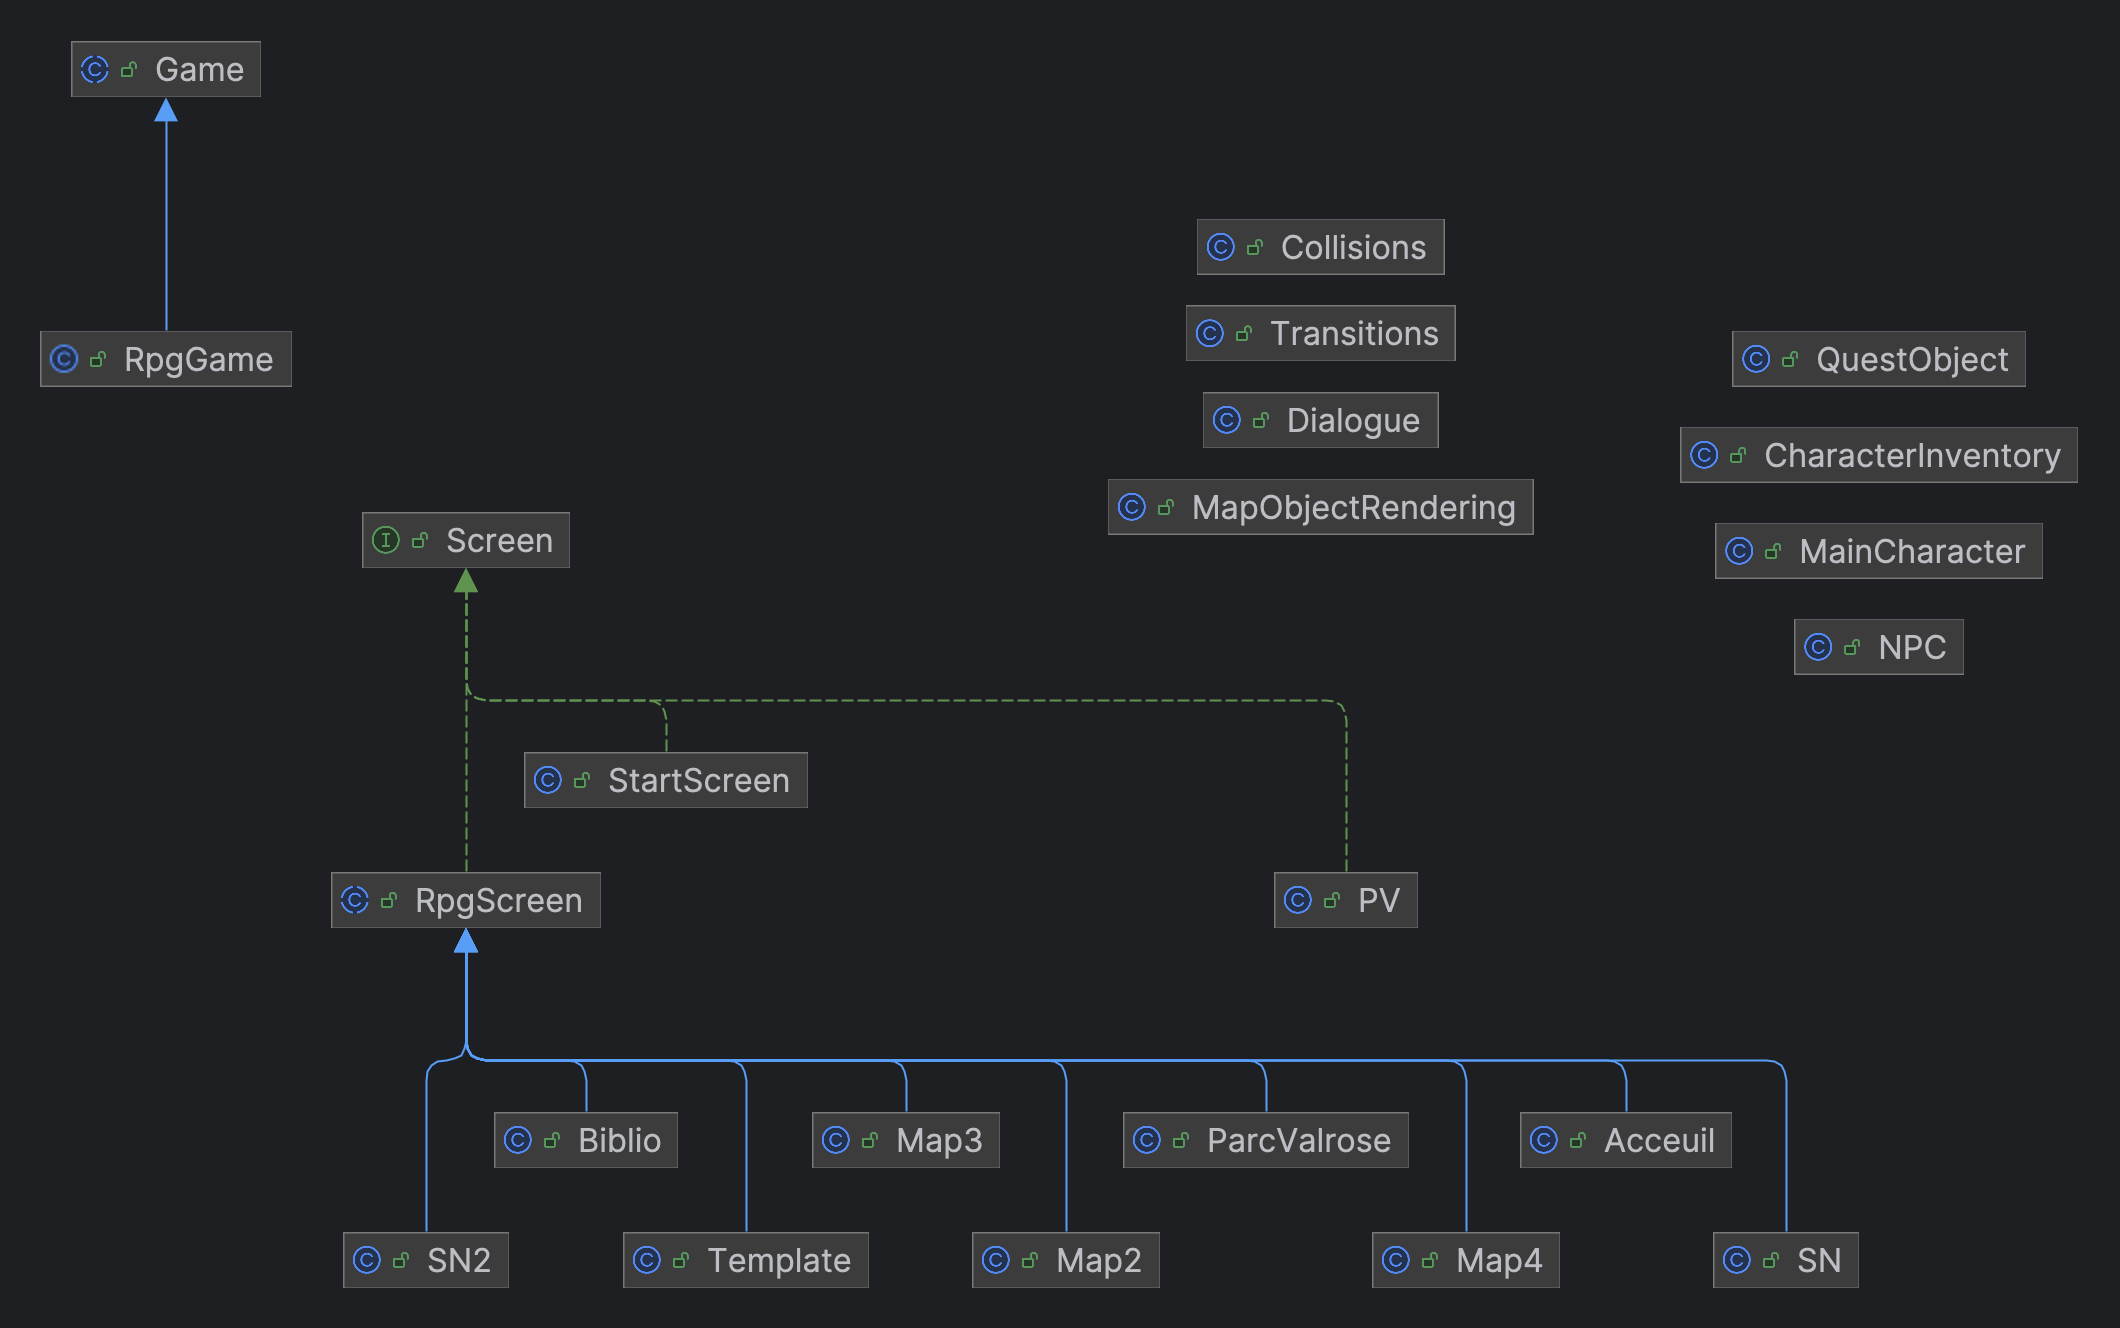 Game
RpgGame
Collisions
Transitions
Dialogue
MapObjectRendering
QuestObject
CharacterInventory
MainCharacter
NPC
Screen
StartScreen
RpgScreen
PV
Biblio
Map3
ParcValrose
Acceuil
SN2
Template
Map2
Map4
SN